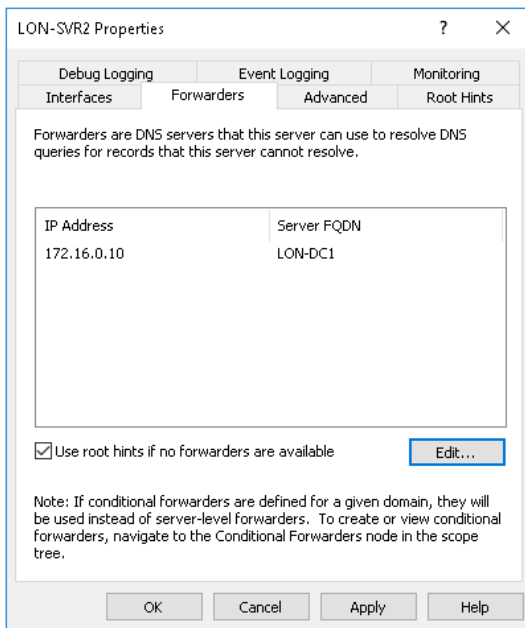 LON-SVR2 Properties
? ×
Debug Logging Event Logging Monitoring
Interfaces Forwarders Advanced Root Hints
Forwarders are DNS servers that this server can use to resolve DNS
queries for records that this server cannot resolve.
IP Address Server FQDN
172.16.0.10 LON-DC1
Use root hints if no forwarders are available Edit...
Note: If conditional forwarders are defined for a given domain, they will
be used instead of server-level forwarders. To create or view conditional
forwarders, navigate to the Conditional Forwarders node in the scope
tree.
OK Cancel Apply Help